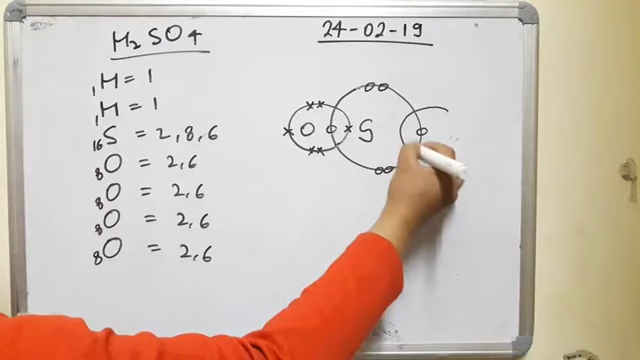 H₂SO₄
24-02-19
₁H = 1
₁H = 1
₁₆S = 2,8,6
₈O = 2,6
₈O = 2,6
₈O = 2,6
₈O = 2,6
O S